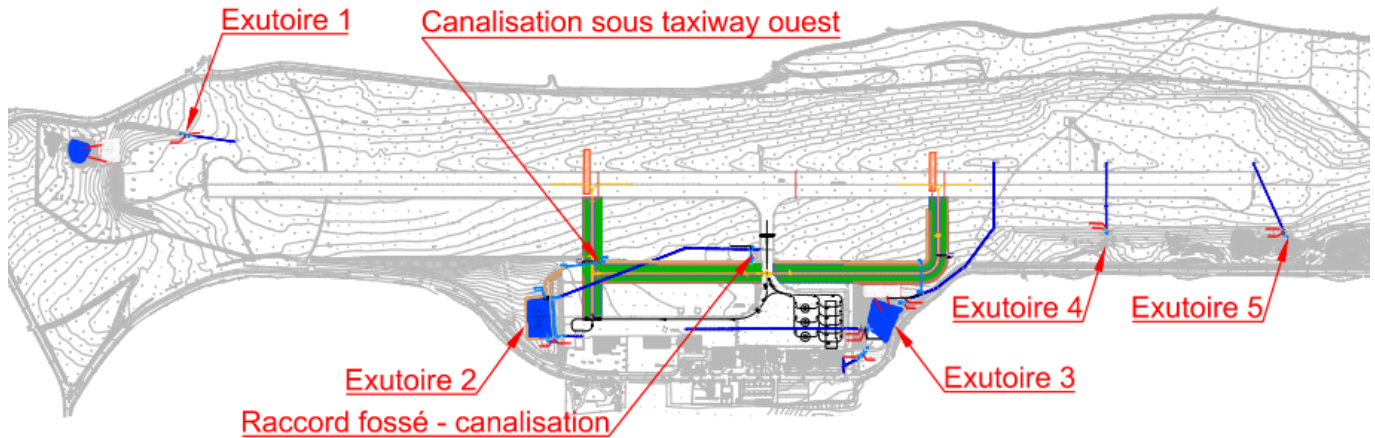 Exutoire 1
Canalisation sous taxiway ouest
Exutoire 4
Exutoire 5
Exutoire 2
Exutoire 3
Raccord fossé - canalisation